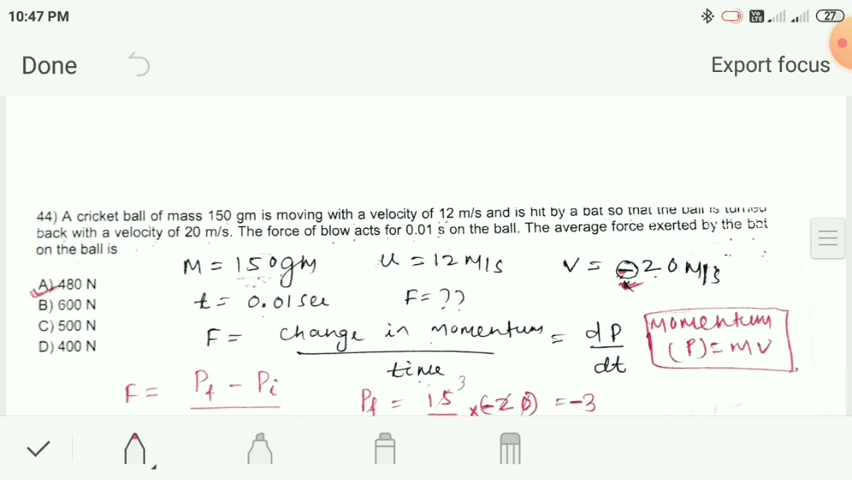 10:47 PM
27
Done
Export focus
44) A cricket ball of mass 150 gm is moving with a velocity of 12 m/s and is hit by a bat so that the ball is turned
back with a velocity of 20 m/s. The force of blow acts for 0.01 s on the ball. The average force exerted by the bat
on the ball is
A) 480 N
B) 600 N
C) 500 N
D) 400 N
M = 150gm u = 12 M/s V = -20 M/s
t = 0.01 sec F = ??
F = change in momentum / time = dP / dt
Momentum
(P) = MV
F = Pf - Pi
Pf = 15 3 × (-20) = -3